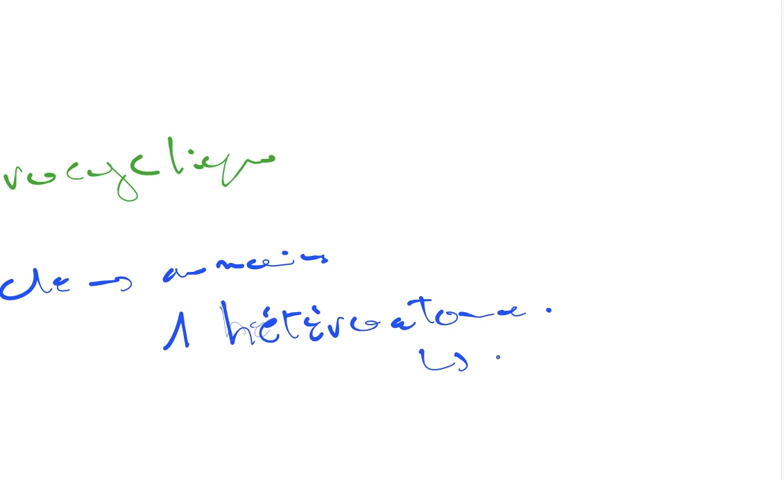 rocyclique
cle → au moins
1 hétéroatome.
↳ .